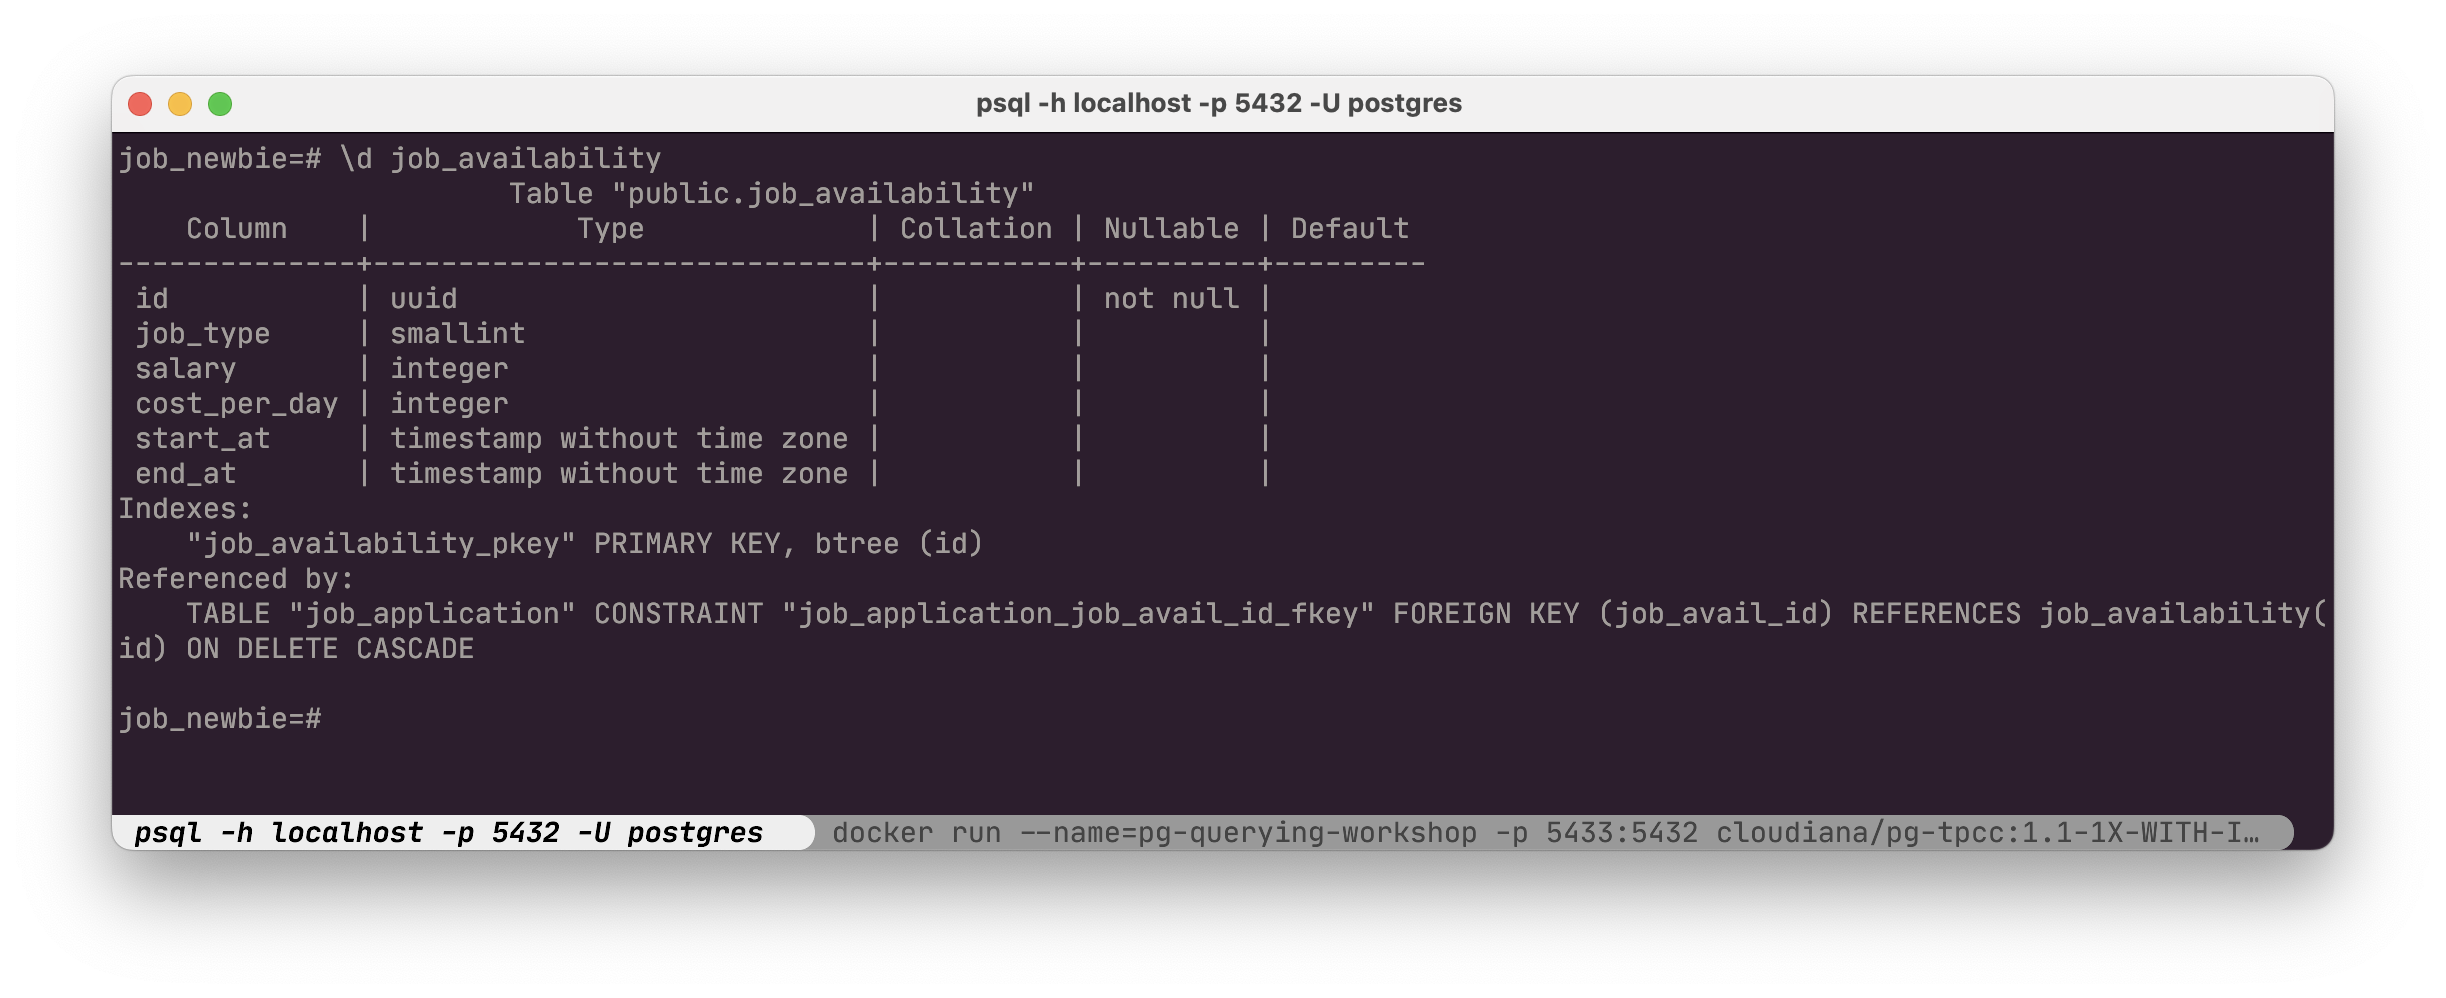 psql -h localhost -p 5432 -U postgres
job_newbie=# \d job_availability
                       Table "public.job_availability"
    Column    |            Type             | Collation | Nullable | Default
--------------+-----------------------------+-----------+----------+---------
 id           | uuid                        |           | not null |
 job_type     | smallint                    |           |          |
 salary       | integer                     |           |          |
 cost_per_day | integer                     |           |          |
 start_at     | timestamp without time zone |           |          |
 end_at       | timestamp without time zone |           |          |
Indexes:
    "job_availability_pkey" PRIMARY KEY, btree (id)
Referenced by:
    TABLE "job_application" CONSTRAINT "job_application_job_avail_id_fkey" FOREIGN KEY (job_avail_id) REFERENCES job_availability(
id) ON DELETE CASCADE
job_newbie=#
psql -h localhost -p 5432 -U postgres docker run --name=pg-querying-workshop -p 5433:5432 cloudiana/pg-tpcc:1.1-1X-WITH-I…